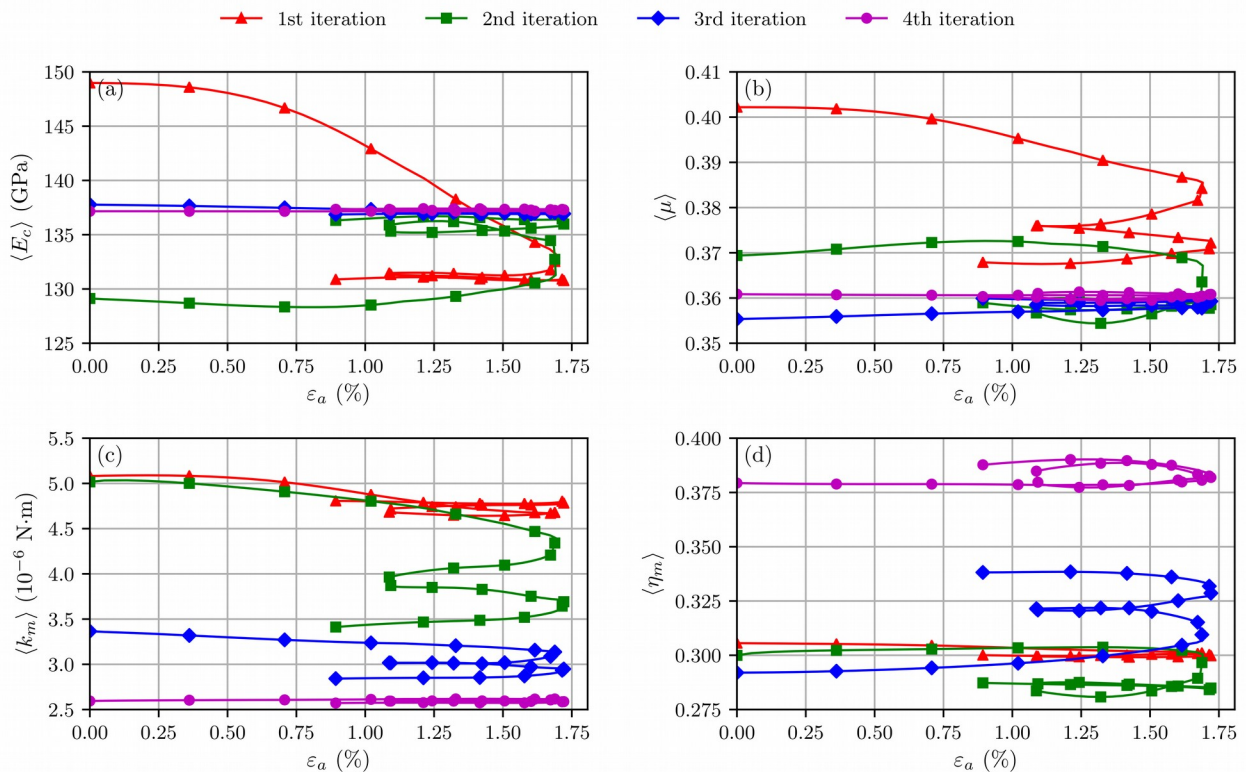 1st iteration 2nd iteration 3rd iteration 4th iteration
(a)
⟨E_c⟩ (GPa)
150
145
140
135
130
125
0.00 0.25 0.50 0.75 1.00 1.25 1.50 1.75
ε_a (%)
(b)
⟨μ⟩
0.41
0.40
0.39
0.38
0.37
0.36
0.35
0.00 0.25 0.50 0.75 1.00 1.25 1.50 1.75
ε_a (%)
(c)
⟨k_m⟩ (10⁻⁶ N·m)
5.5
5.0
4.5
4.0
3.5
3.0
2.5
0.00 0.25 0.50 0.75 1.00 1.25 1.50 1.75
ε_a (%)
(d)
⟨η_m⟩
0.400
0.375
0.350
0.325
0.300
0.275
0.00 0.25 0.50 0.75 1.00 1.25 1.50 1.75
ε_a (%)